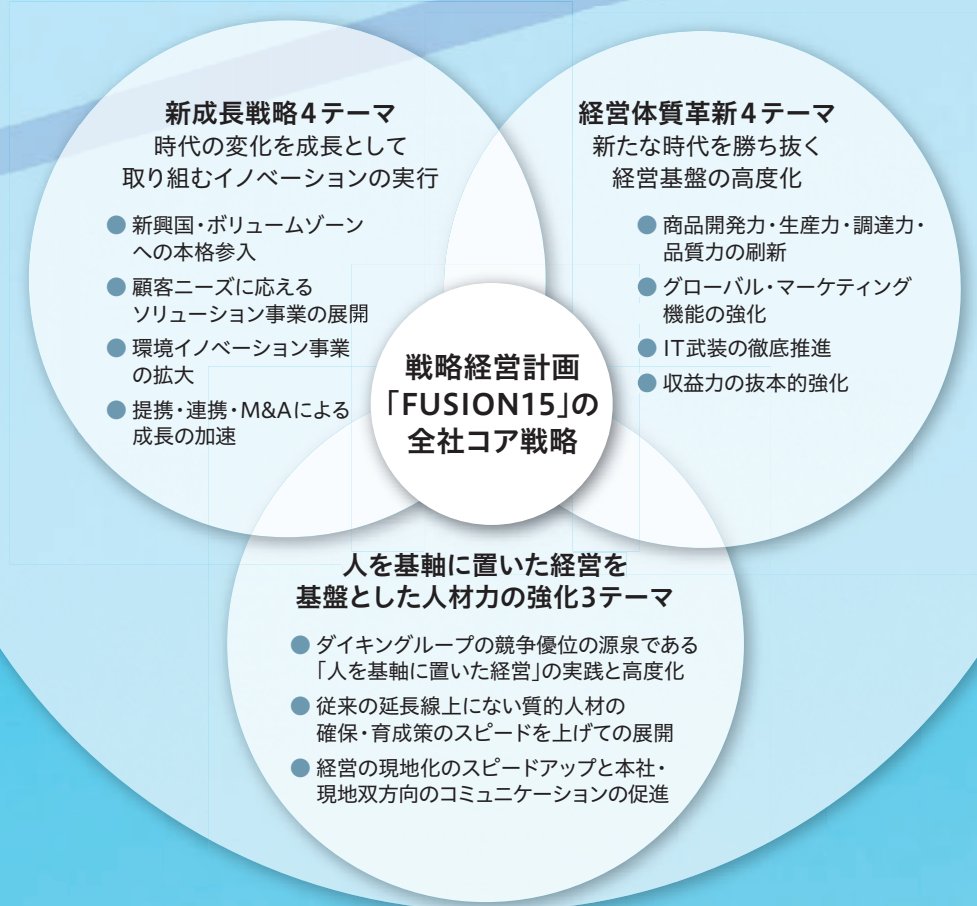 新成長戦略4テーマ
時代の変化を成長として
取り組むイノベーションの実行
● 新興国・ボリュームゾーン
への本格参入
● 顧客ニーズに応える
ソリューション事業の展開
● 環境イノベーション事業
の拡大
● 提携・連携・M&Aによる
成長の加速
経営体質革新4テーマ
新たな時代を勝ち抜く
経営基盤の高度化
● 商品開発力・生産力・調達力・
品質力の刷新
● グローバル・マーケティング
機能の強化
● IT武装の徹底推進
● 収益力の抜本的強化
戦略経営計画
「FUSION15」の
全社コア戦略
人を基軸に置いた経営を
基盤とした人材力の強化3テーマ
● ダイキングループの競争優位の源泉である
「人を基軸に置いた経営」の実践と高度化
● 従来の延長線上にない質的人材の
確保・育成策のスピードを上げての展開
● 経営の現地化のスピードアップと本社・
現地双方向のコミュニケーションの促進